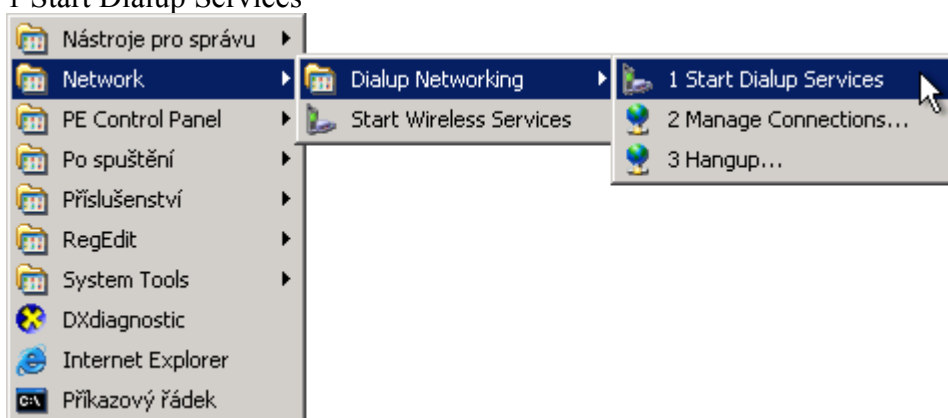 1 Start Dialup Services
Nástroje pro správu
Network
PE Control Panel
Po spuštění
Příslušenství
RegEdit
System Tools
DXdiagnostic
Internet Explorer
Příkazový řádek
Dialup Networking
Start Wireless Services
1 Start Dialup Services
2 Manage Connections...
3 Hangup...